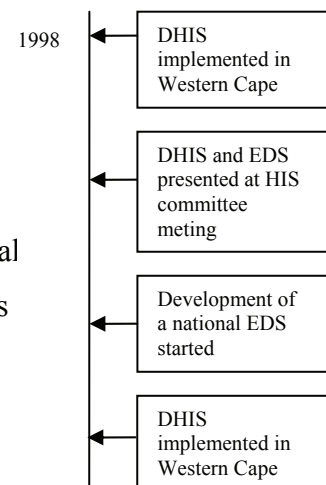 1998
DHIS
implemented in
Western Cape
DHIS and EDS
presented at HIS
committee
meting
al
s
Development of
a national EDS
started
DHIS
implemented in
Western Cape